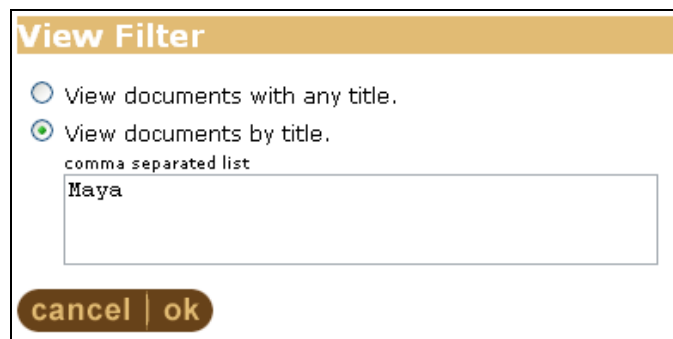 View Filter
View documents with any title.
View documents by title.
comma separated list
Maya
cancel | ok